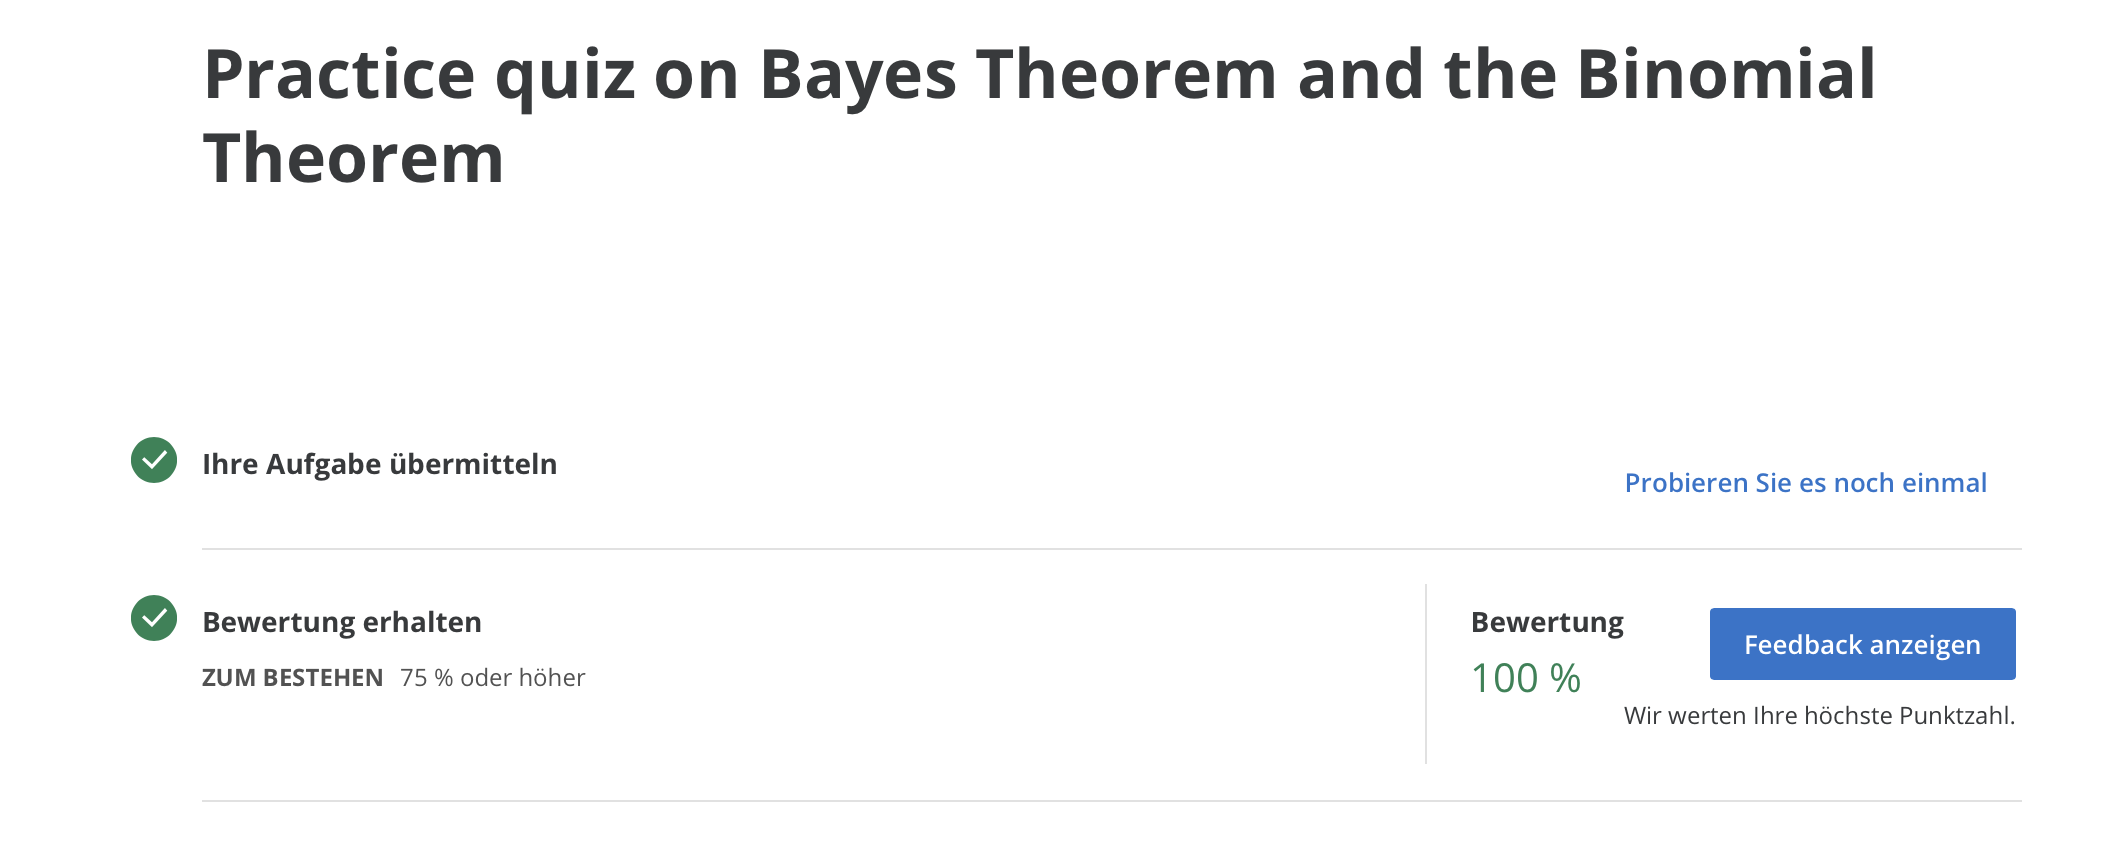 Practice quiz on Bayes Theorem and the Binomial
Theorem
Ihre Aufgabe übermitteln
Probieren Sie es noch einmal
Bewertung erhalten
ZUM BESTEHEN 75 % oder höher
Bewertung
100 %
Feedback anzeigen
Wir werten Ihre höchste Punktzahl.